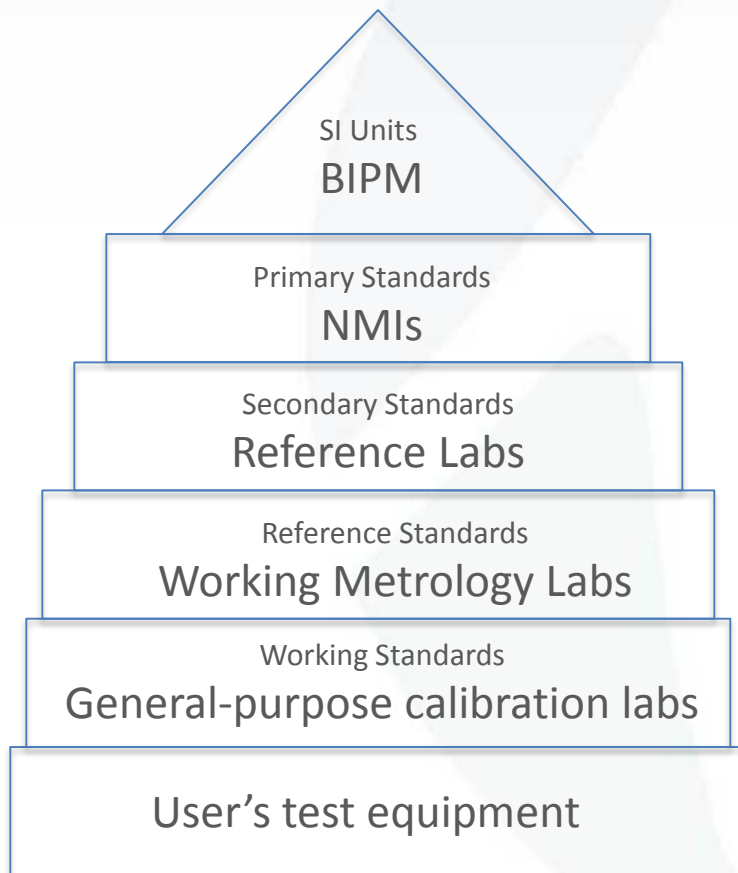 SI Units
BIPM
Primary Standards
NMIs
Secondary Standards
Reference Labs
Reference Standards
Working Metrology Labs
Working Standards
General-purpose calibration labs
User’s test equipment